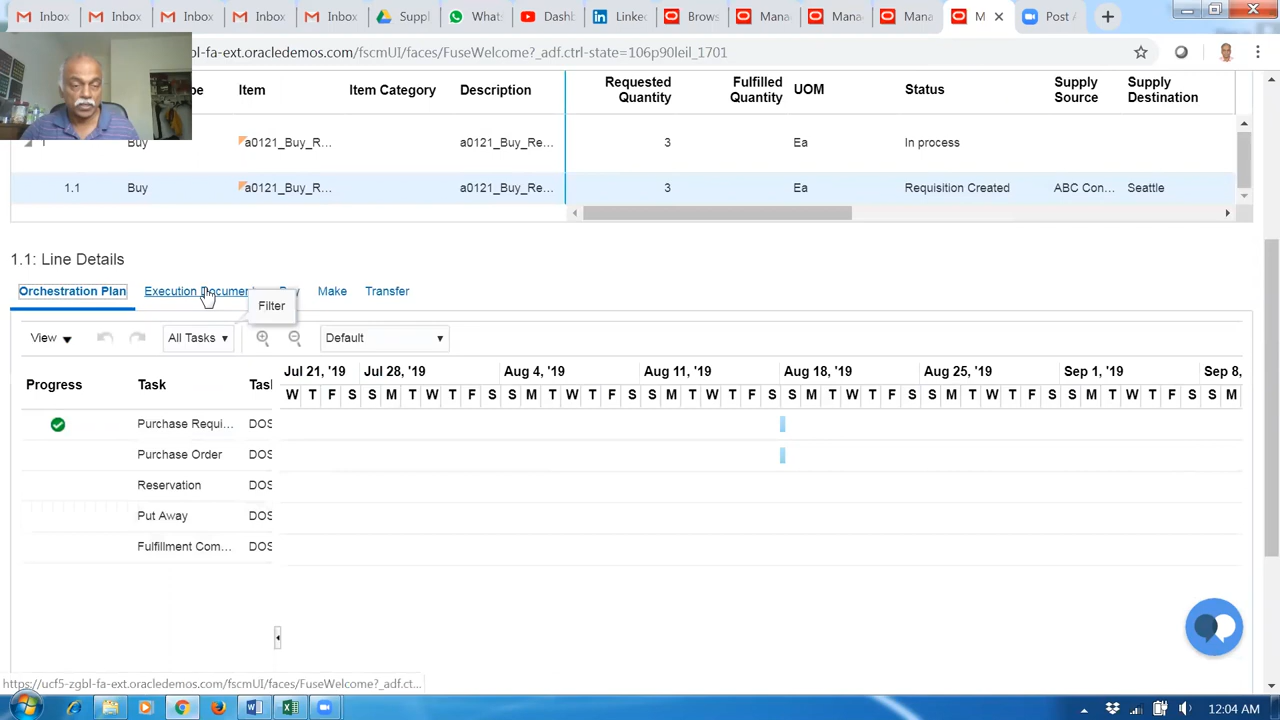 Inbox Inbox Inbox Inbox Inbox Suppl What: Dash Linke Brows Mana Mana Mana M Post A
bl-fa-ext.oracledemos.com/fscmUI/faces/FuseWelcome?_adf.ctrl-state=106p90leil_1701
Item Item Category Description Requested Quantity Fulfilled Quantity UOM Status Supply Source Supply Destination
1 Buy a0121_Buy_R... a0121_Buy_Re... 3 Ea In process
1.1 Buy a0121_Buy_R... a0121_Buy_Re... 3 Ea Requisition Created ABC Con... Seattle
1.1: Line Details
Orchestration Plan Execution Documen Make Transfer
Filter
View All Tasks Default
Jul 21, '19 Jul 28, '19 Aug 4, '19 Aug 11, '19 Aug 18, '19 Aug 25, '19 Sep 1, '19 Sep 8,
Progress Task Task
W T F S S M T W T F S S M T W T F S S M T W T F S S M T W T F S S M T W T F S S M T W T F S S M
Purchase Requi... DOS
Purchase Order DOS
Reservation DOS
Put Away DOS
Fulfillment Com... DOS
https://ucf5-zgbl-fa-ext.oracledemos.com/fscmUI/faces/FuseWelcome?_adf.ct...
12:04 AM